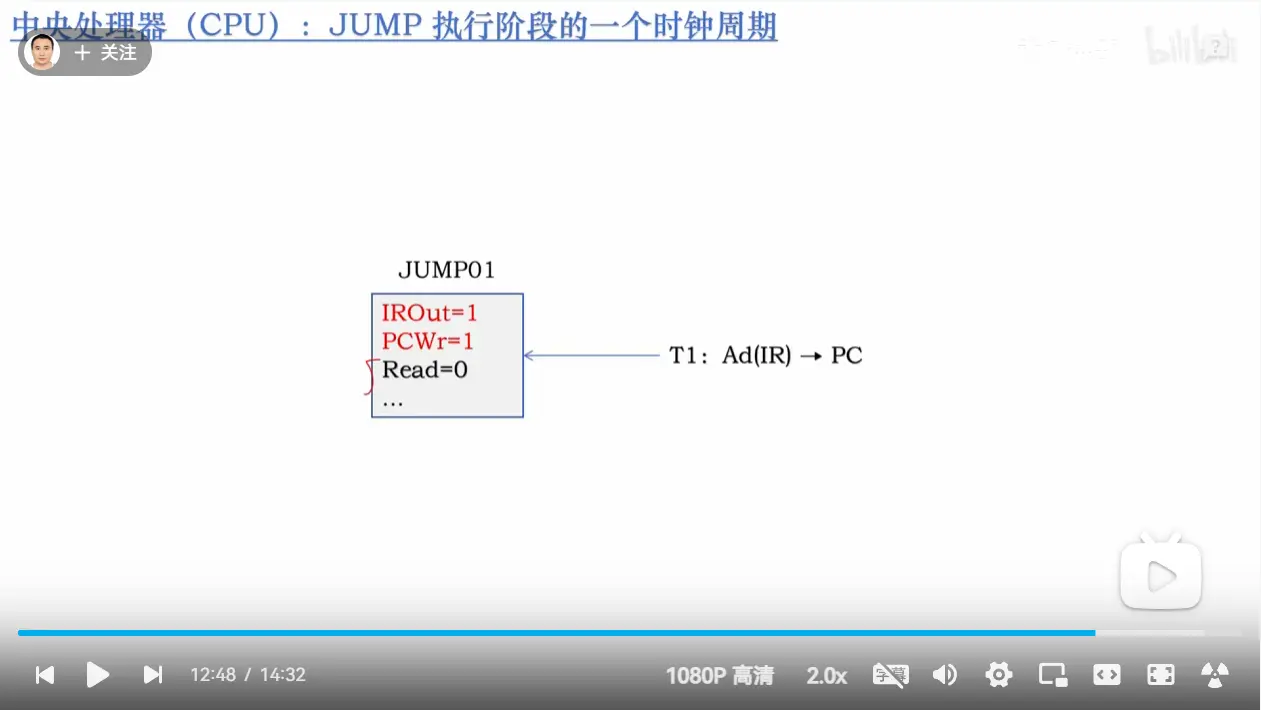 中央处理器（CPU）：JUMP 执行阶段的一个时钟周期
+ 关注
bilibili
JUMP01
IROut=1
PCWr=1
Read=0
...
T1：Ad(IR) → PC
12:48 / 14:32
1080P 高清
2.0x
字幕